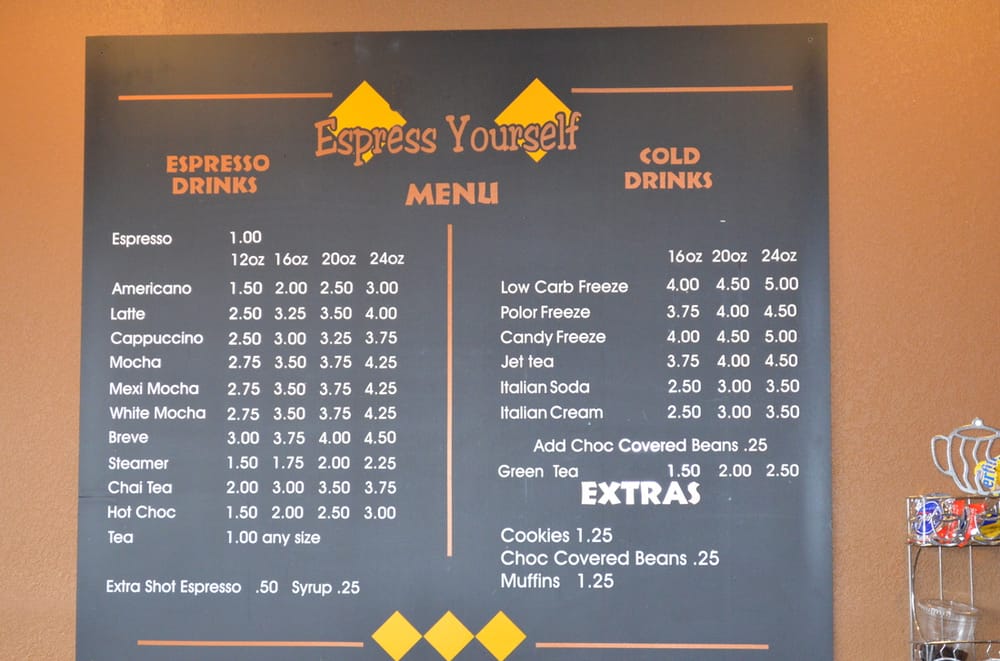 Espress Yourself
MENU
ESPRESSO
DRINKS
Espresso 1.00
12oz 16oz 20oz 24oz
Americano 1.50 2.00 2.50 3.00
Latte 2.50 3.25 3.50 4.00
Cappuccino 2.50 3.00 3.25 3.75
Mocha 2.75 3.50 3.75 4.25
Mexi Mocha 2.75 3.50 3.75 4.25
White Mocha 2.75 3.50 3.75 4.25
Breve 3.00 3.75 4.00 4.50
Steamer 1.50 1.75 2.00 2.25
Chai Tea 2.00 3.00 3.50 3.75
Hot Choc 1.50 2.00 2.50 3.00
Tea 1.00 any size
Extra Shot Espresso .50 Syrup .25
COLD
DRINKS
16oz 20oz 24oz
Low Carb Freeze 4.00 4.50 5.00
Polor Freeze 3.75 4.00 4.50
Candy Freeze 4.00 4.50 5.00
Jet tea 3.75 4.00 4.50
Italian Soda 2.50 3.00 3.50
Italian Cream 2.50 3.00 3.50
Add Choc Covered Beans .25
Green Tea 1.50 2.00 2.50
EXTRAS
Cookies 1.25
Choc Covered Beans .25
Muffins 1.25